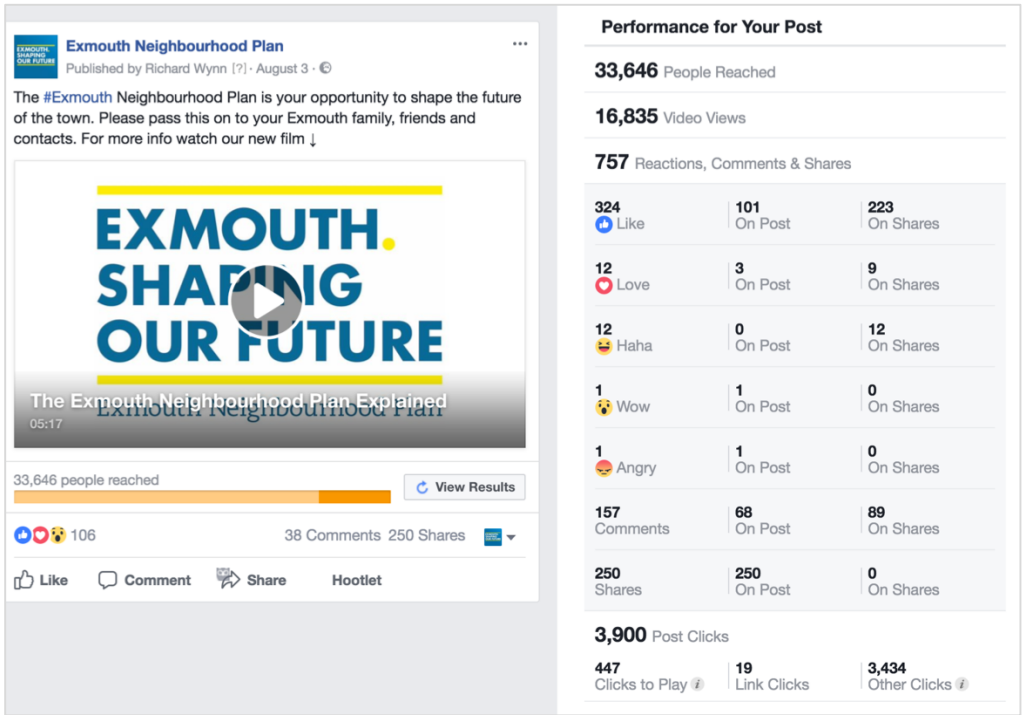 EXMOUTH.
SHAPING
OUR FUTURE
Exmouth Neighbourhood Plan
Published by Richard Wynn [?] · August 3 ·
The #Exmouth Neighbourhood Plan is your opportunity to shape the future
of the town. Please pass this on to your Exmouth family, friends and
contacts. For more info watch our new film ↓
EXMOUTH.
SHAPING
OUR FUTURE
Exmouth Neighbourhood Plan
The Exmouth Neighbourhood Plan Explained
05:17
33,646 people reached
View Results
106
38 Comments 250 Shares
Like Comment Share Hootlet
Performance for Your Post
33,646 People Reached
16,835 Video Views
757 Reactions, Comments & Shares
324 101 223
Like On Post On Shares
12 3 9
Love On Post On Shares
12 0 12
Haha On Post On Shares
1 1 0
Wow On Post On Shares
1 1 0
Angry On Post On Shares
157 68 89
Comments On Post On Shares
250 250 0
Shares On Post On Shares
3,900 Post Clicks
447 19 3,434
Clicks to Play i Link Clicks Other Clicks i